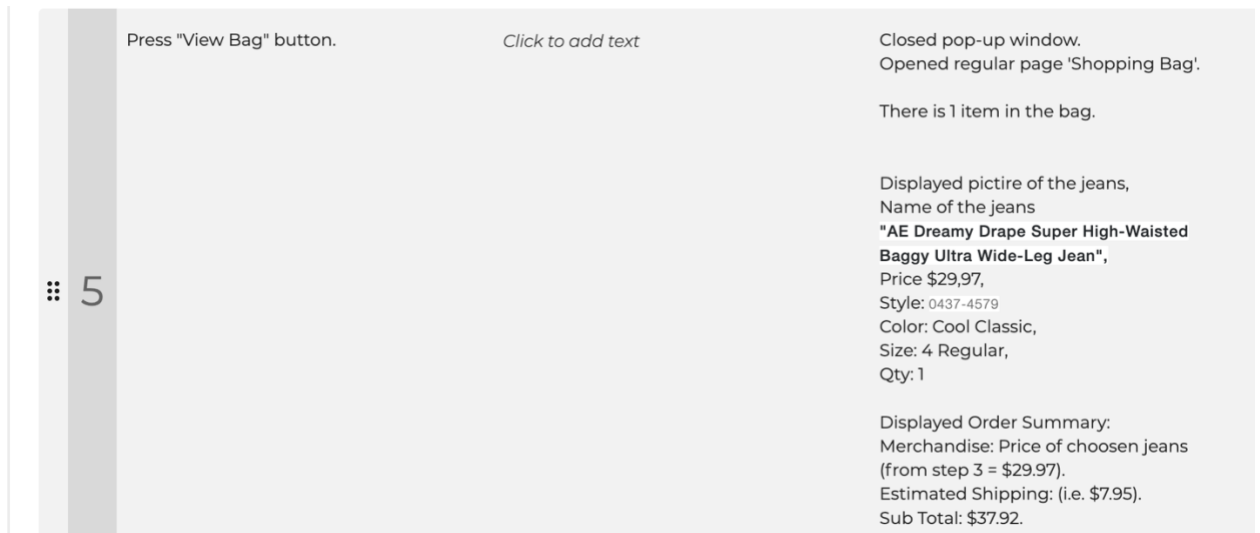 Press "View Bag" button.
Click to add text
Closed pop-up window.
Opened regular page 'Shopping Bag'.
There is 1 item in the bag.
Displayed pictire of the jeans,
Name of the jeans
"AE Dreamy Drape Super High-Waisted
Baggy Ultra Wide-Leg Jean",
Price $29,97,
Style: 0437-4579
Color: Cool Classic,
Size: 4 Regular,
Qty: 1
5
Displayed Order Summary:
Merchandise: Price of choosen jeans
(from step 3 = $29.97).
Estimated Shipping: (i.e. $7.95).
Sub Total: $37.92.